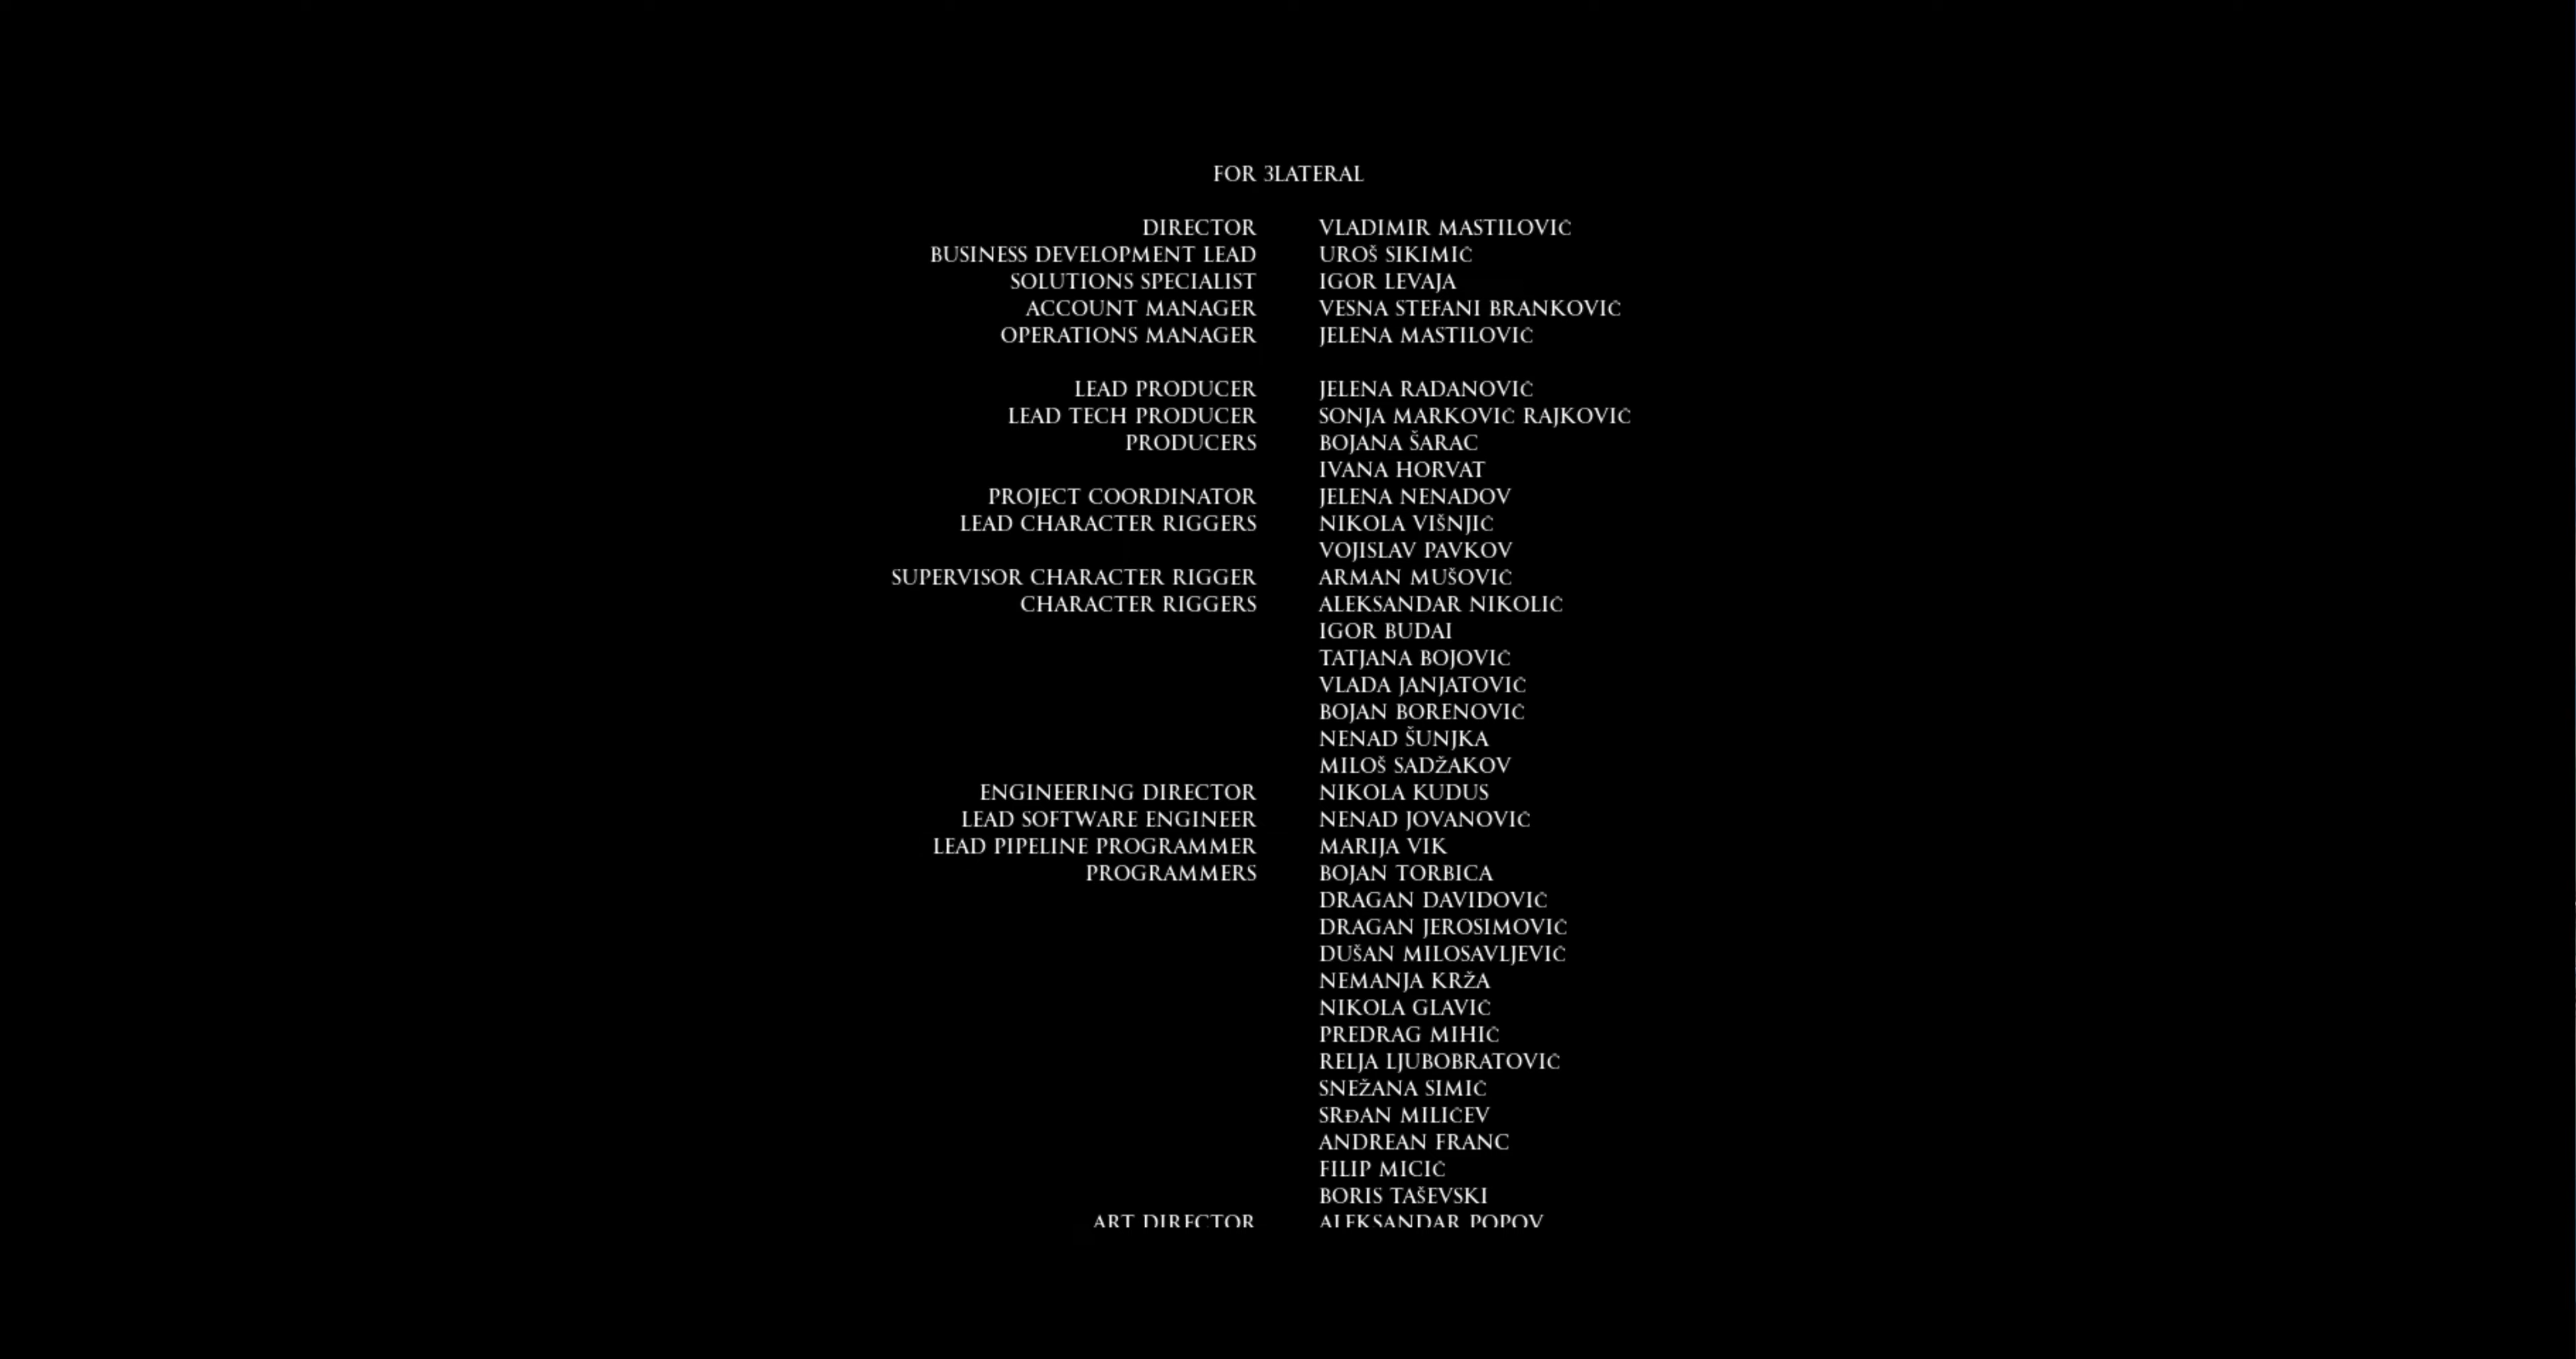 FOR 3LATERAL
DIRECTOR VLADIMIR MASTILOVIĆ
BUSINESS DEVELOPMENT LEAD UROŠ SIKIMIĆ
SOLUTIONS SPECIALIST IGOR LEVAJA
ACCOUNT MANAGER VESNA STEFANI BRANKOVIĆ
OPERATIONS MANAGER JELENA MASTILOVIĆ
LEAD PRODUCER JELENA RADANOVIĆ
LEAD TECH PRODUCER SONJA MARKOVIĆ RAJKOVIĆ
PRODUCERS BOJANA ŠARAC
IVANA HORVAT
PROJECT COORDINATOR JELENA NENADOV
LEAD CHARACTER RIGGERS NIKOLA VIŠNJIĆ
VOJISLAV PAVKOV
SUPERVISOR CHARACTER RIGGER ARMAN MUŠOVIĆ
CHARACTER RIGGERS ALEKSANDAR NIKOLIĆ
IGOR BUDAI
TATJANA BOJOVIĆ
VLADA JANJATOVIĆ
BOJAN BORENOVIĆ
NENAD ŠUNJKA
MILOŠ SADŽAKOV
ENGINEERING DIRECTOR NIKOLA KUDUS
LEAD SOFTWARE ENGINEER NENAD JOVANOVIĆ
LEAD PIPELINE PROGRAMMER MARIJA VIK
PROGRAMMERS BOJAN TORBICA
DRAGAN DAVIDOVIĆ
DRAGAN JEROSIMOVIĆ
DUŠAN MILOSAVLJEVIĆ
NEMANJA KRŽA
NIKOLA GLAVIĆ
PREDRAG MIHIĆ
RELJA LJUBOBRATOVIĆ
SNEŽANA SIMIĆ
SRĐAN MILIĆEV
ANDREAN FRANC
FILIP MICIĆ
BORIS TAŠEVSKI
ART DIRECTOR ALEKSANDAR POPOV